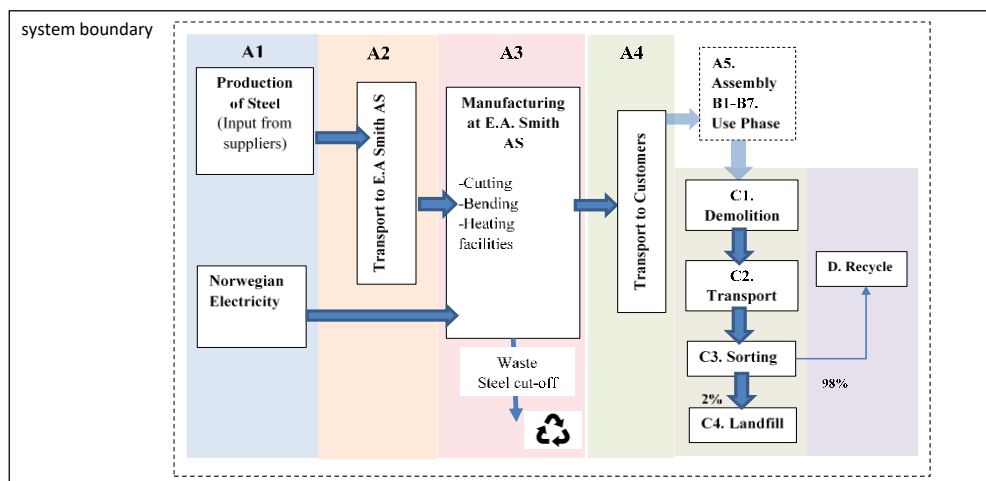 system boundary
A1
A2
A3
A4
Production
of Steel
(Input from
suppliers)
Norwegian
Electricity
Transport to E.A Smith AS
Manufacturing
at E.A. Smith
AS
-Cutting
-Bending
-Heating
facilities
Waste
Steel cut-off
Transport to Customers
A5.
Assembly
B1-B7.
Use Phase
C1.
Demolition
C2.
Transport
C3. Sorting
2%
C4. Landfill
D. Recycle
98%